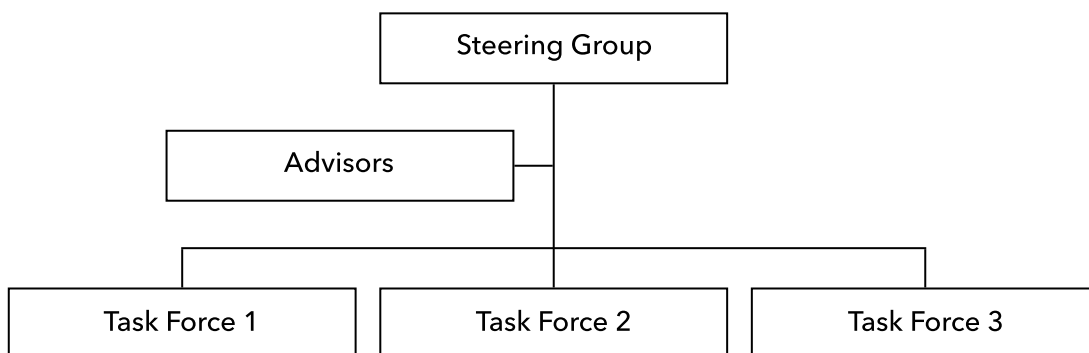 Steering Group
Advisors
Task Force 1
Task Force 2
Task Force 3